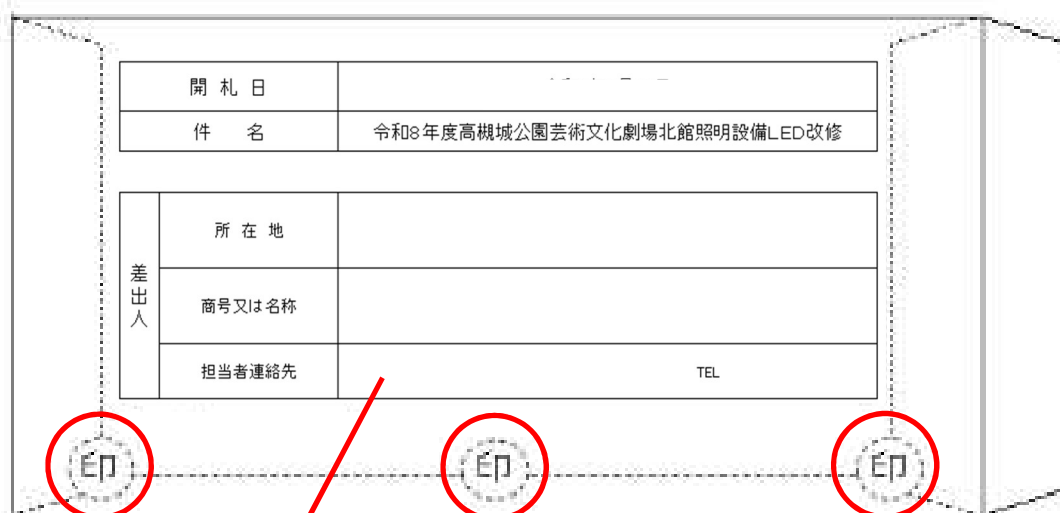 開札日
件 名 令和8年度高槻城公園芸術文化劇場北館照明設備LED改修
差出人
所在地
商号又は名称
担当者連絡先 TEL
印 印 印